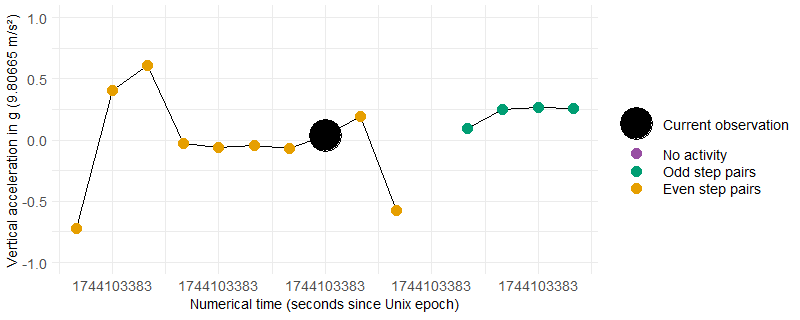 Vertical acceleration in g (9.80665 m/s²)
1.0
0.5
0.0
-0.5
-1.0
1744103383 1744103383 1744103383 1744103383 1744103383
Numerical time (seconds since Unix epoch)
Current observation
No activity
Odd step pairs
Even step pairs